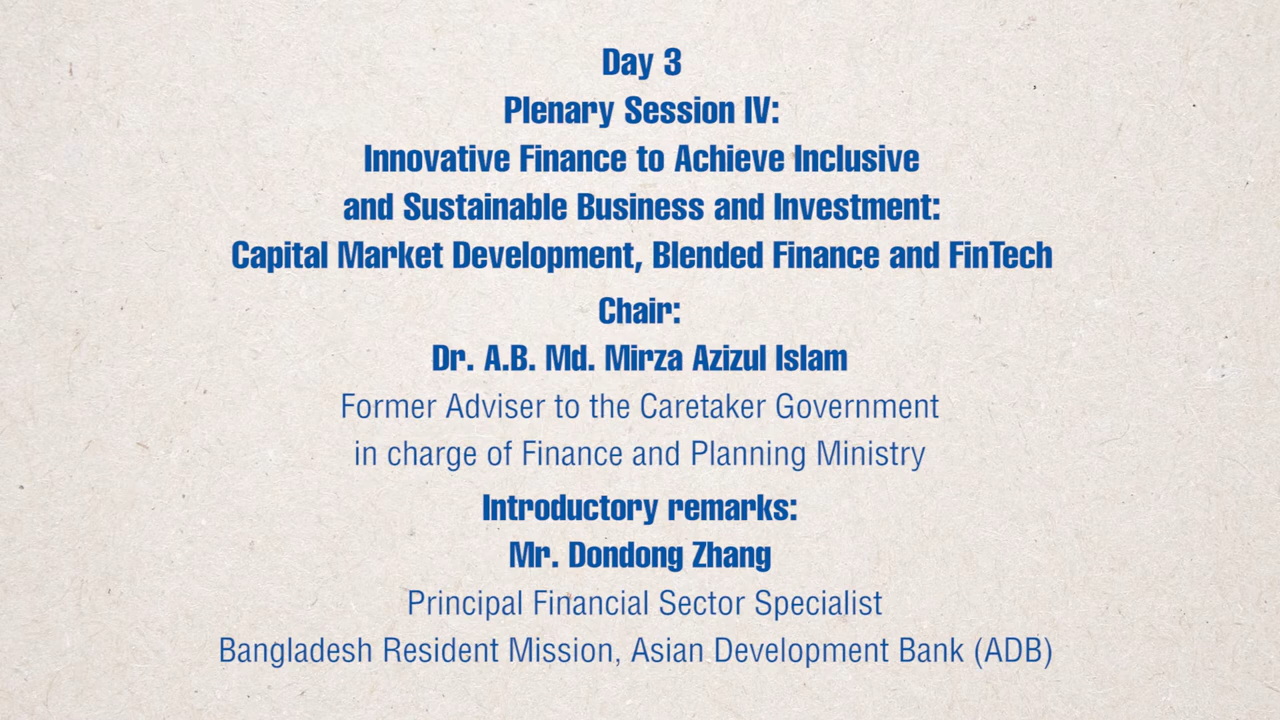 Day 3
Plenary Session IV:
Innovative Finance to Achieve Inclusive
and Sustainable Business and Investment:
Capital Market Development, Blended Finance and FinTech
Chair:
Dr. A.B. Md. Mirza Azizul Islam
Former Adviser to the Caretaker Government
in charge of Finance and Planning Ministry
Introductory remarks:
Mr. Dondong Zhang
Principal Financial Sector Specialist
Bangladesh Resident Mission, Asian Development Bank (ADB)